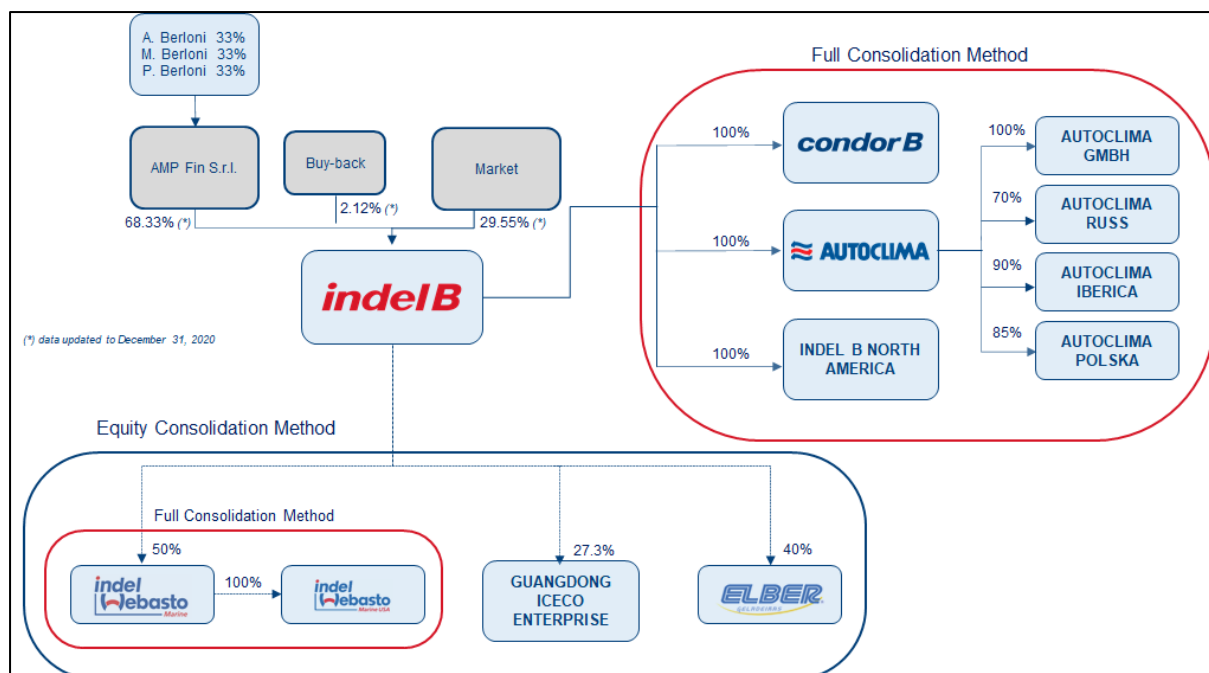 A. Berloni 33%
M. Berloni 33%
P. Berloni 33%
AMP Fin S.r.l.
Buy-back
Market
68.33% (*)
2.12% (*)
29.55% (*)
indel B
(*) data updated to December 31, 2020
Full Consolidation Method
100%
condor B
100%
AUTOCLIMA
100%
INDEL B NORTH
AMERICA
100%
AUTOCLIMA
GMBH
70%
AUTOCLIMA
RUSS
90%
AUTOCLIMA
IBERICA
85%
AUTOCLIMA
POLSKA
Equity Consolidation Method
Full Consolidation Method
50%
indel
Webasto
Marine
100%
indel
Webasto
Marine USA
27.3%
GUANGDONG
ICECO
ENTERPRISE
40%
ELBER
GELADEIRAS